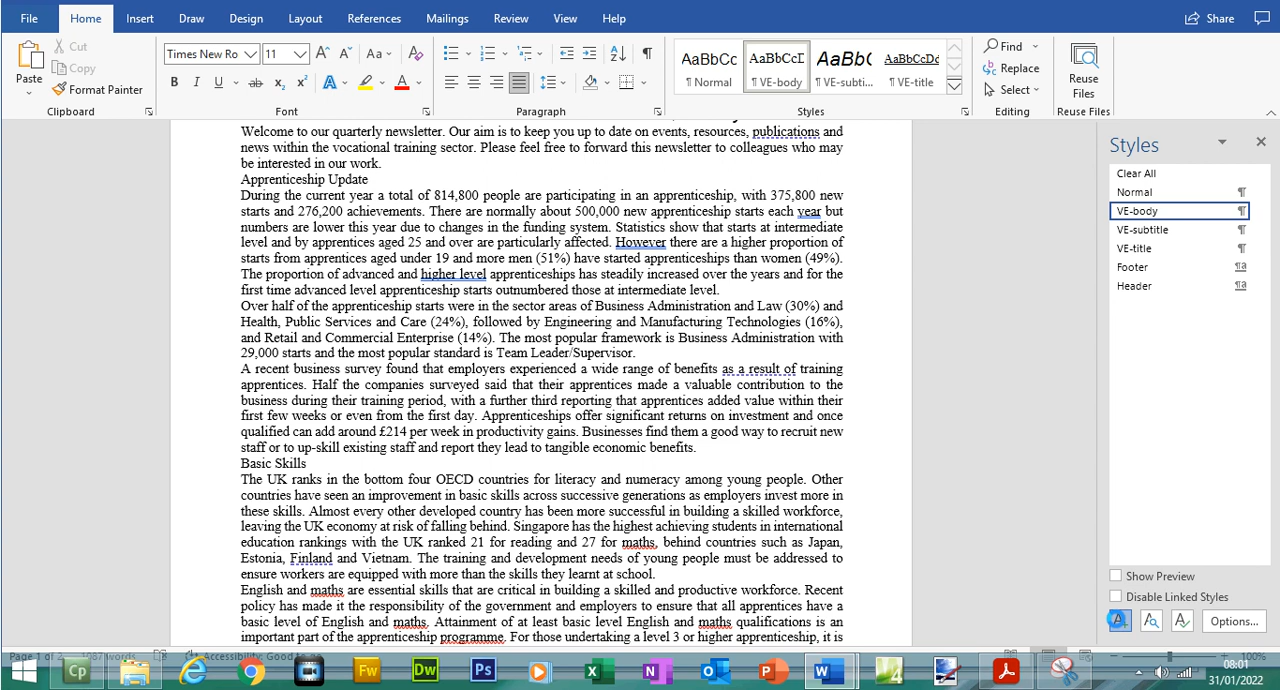 File Home Insert Draw Design Layout References Mailings Review View Help Share
Paste
Cut
Copy
Format Painter
Clipboard
Times New Ro 11
Font
Paragraph
AaBbCc AaBbCcD AaBb( AaBbCcDd
Normal VE-body VE-subti... VE-title
Styles
Find
Replace
Select
Editing
Reuse
Files
Reuse Files
Welcome to our quarterly newsletter. Our aim is to keep you up to date on events, resources, publications and
news within the vocational training sector. Please feel free to forward this newsletter to colleagues who may
be interested in our work.
Apprenticeship Update
During the current year a total of 814,800 people are participating in an apprenticeship, with 375,800 new
starts and 276,200 achievements. There are normally about 500,000 new apprenticeship starts each year but
numbers are lower this year due to changes in the funding system. Statistics show that starts at intermediate
level and by apprentices aged 25 and over are particularly affected. However there are a higher proportion of
starts from apprentices aged under 19 and more men (51%) have started apprenticeships than women (49%).
The proportion of advanced and higher level apprenticeships has steadily increased over the years and for the
first time advanced level apprenticeship starts outnumbered those at intermediate level.
Over half of the apprenticeship starts were in the sector areas of Business Administration and Law (30%) and
Health, Public Services and Care (24%), followed by Engineering and Manufacturing Technologies (16%),
and Retail and Commercial Enterprise (14%). The most popular framework is Business Administration with
29,000 starts and the most popular standard is Team Leader/Supervisor.
A recent business survey found that employers experienced a wide range of benefits as a result of training
apprentices. Half the companies surveyed said that their apprentices made a valuable contribution to the
business during their training period, with a further third reporting that apprentices added value within their
first few weeks or even from the first day. Apprenticeships offer significant returns on investment and once
qualified can add around £214 per week in productivity gains. Businesses find them a good way to recruit new
staff or to up-skill existing staff and report they lead to tangible economic benefits.
Basic Skills
The UK ranks in the bottom four OECD countries for literacy and numeracy among young people. Other
countries have seen an improvement in basic skills across successive generations as employers invest more in
these skills. Almost every other developed country has been more successful in building a skilled workforce,
leaving the UK economy at risk of falling behind. Singapore has the highest achieving students in international
education rankings with the UK ranked 21 for reading and 27 for maths, behind countries such as Japan,
Estonia, Finland and Vietnam. The training and development needs of young people must be addressed to
ensure workers are equipped with more than the skills they learnt at school.
English and maths are essential skills that are critical in building a skilled and productive workforce. Recent
policy has made it the responsibility of the government and employers to ensure that all apprentices have a
basic level of English and maths. Attainment of at least basic level English and maths qualifications is an
important part of the apprenticeship programme. For those undertaking a level 3 or higher apprenticeship, it is
Styles
Clear All
Normal
VE-body
VE-subtitle
VE-title
Footer
Header
Show Preview
Disable Linked Styles
Options...
Page 1 of 2 1987 words Accessibility: Good to go 100%
Cp Fw Dw Ps
08:01
31/01/2022